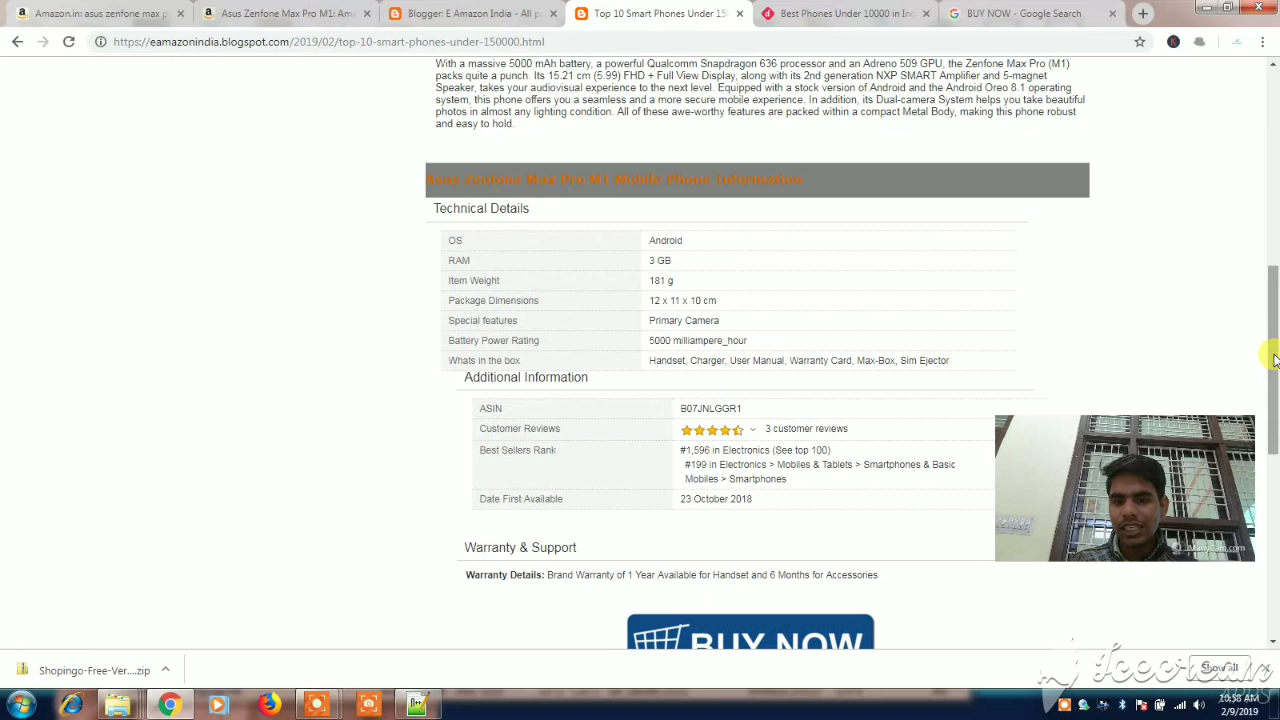 Amazon.in: asus zenfone max p
Asus Zenfone Max Pro M1: Ama
Blogger: E Amazon India - All po
Top 10 Smart Phones Under 150
Best Phones Under 10000 in Ind
BUY NOW - Google Search
https://eamazonindia.blogspot.com/2019/02/top-10-smart-phones-under-150000.html
With a massive 5000 mAh battery, a powerful Qualcomm Snapdragon 636 processor and an Adreno 509 GPU, the Zenfone Max Pro (M1)
packs quite a punch. Its 15.21 cm (5.99) FHD + Full View Display, along with its 2nd generation NXP SMART Amplifier and 5-magnet
Speaker, takes your audiovisual experience to the next level. Equipped with a stock version of Android and the Android Oreo 8.1 operating
system, this phone offers you a seamless and a more secure mobile experience. In addition, its Dual-camera System helps you take beautiful
photos in almost any lighting condition. All of these awe-worthy features are packed within a compact Metal Body, making this phone robust
and easy to hold.
Asus Zenfone Max Pro M1 Mobile Phone Information
Technical Details
OS Android
RAM 3 GB
Item Weight 181 g
Package Dimensions 12 x 11 x 10 cm
Special features Primary Camera
Battery Power Rating 5000 milliampere_hour
Whats in the box Handset, Charger, User Manual, Warranty Card, Max-Box, Sim Ejector
Additional Information
ASIN B07JNLGGR1
Customer Reviews 3 customer reviews
Best Sellers Rank #1,596 in Electronics (See top 100)
#199 in Electronics > Mobiles & Tablets > Smartphones & Basic
Mobiles > Smartphones
Date First Available 23 October 2018
ManyCam.com
Warranty & Support
Warranty Details: Brand Warranty of 1 Year Available for Handset and 6 Months for Accessories
BUY NOW
Shopingo-Free-Ver....zip
Show all
10:58 AM
2/9/2019